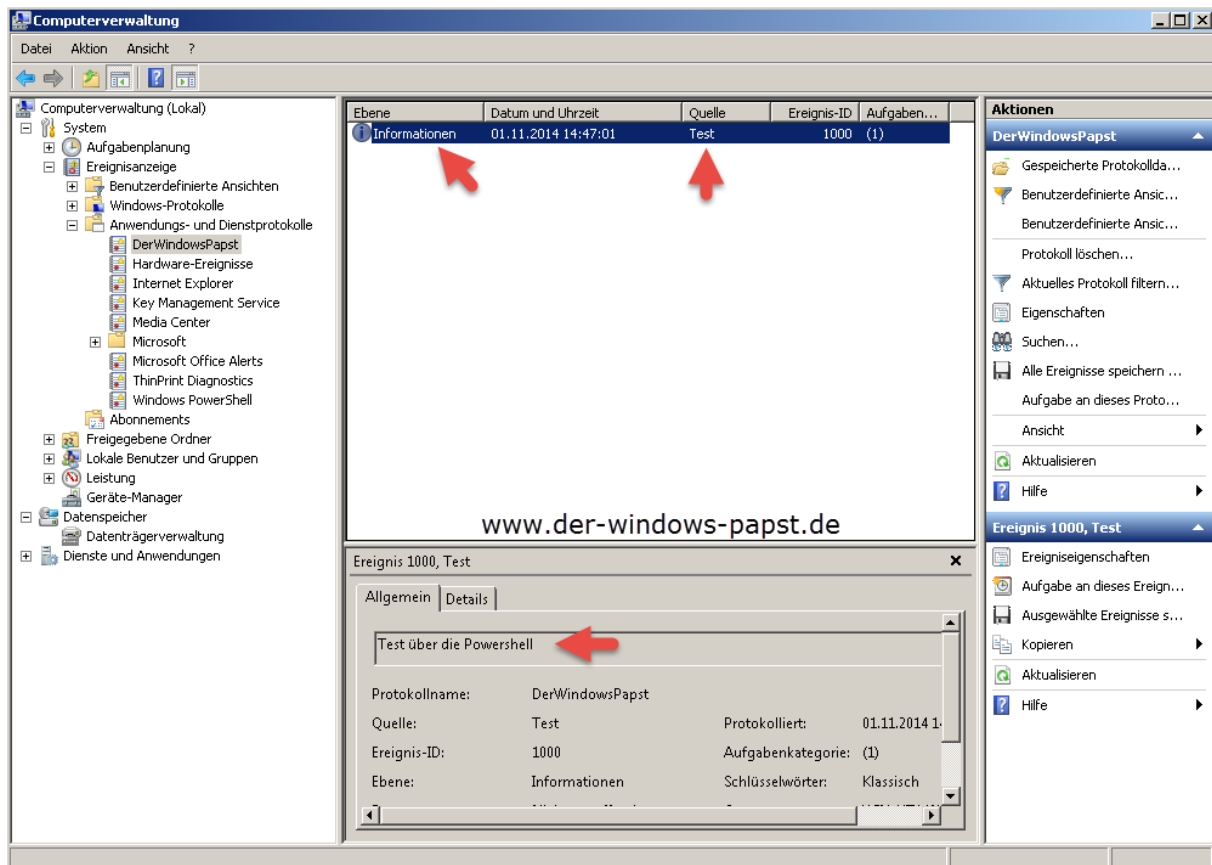 Computerverwaltung
Datei Aktion Ansicht ?
Computerverwaltung (Lokal)
System
Aufgabenplanung
Ereignisanzeige
Benutzerdefinierte Ansichten
Windows-Protokolle
Anwendungs- und Dienstprotokolle
DerWindowsPapst
Hardware-Ereignisse
Internet Explorer
Key Management Service
Media Center
Microsoft
Microsoft Office Alerts
ThinPrint Diagnostics
Windows PowerShell
Abonnements
Freigegebene Ordner
Lokale Benutzer und Gruppen
Leistung
Geräte-Manager
Datenspeicher
Datenträgerverwaltung
Dienste und Anwendungen
Ebene Datum und Uhrzeit Quelle Ereignis-ID Aufgaben...
Informationen 01.11.2014 14:47:01 Test 1000 (1)
www.der-windows-papst.de
Ereignis 1000, Test
Allgemein Details
Test über die Powershell
Protokollname: DerWindowsPapst
Quelle: Test Protokolliert: 01.11.2014 1
Ereignis-ID: 1000 Aufgabenkategorie: (1)
Ebene: Informationen Schlüsselwörter: Klassisch
Aktionen
DerWindowsPapst
Gespeicherte Protokollda...
Benutzerdefinierte Ansic...
Benutzerdefinierte Ansic...
Protokoll löschen...
Aktuelles Protokoll filtern...
Eigenschaften
Suchen...
Alle Ereignisse speichern ...
Aufgabe an dieses Proto...
Ansicht
Aktualisieren
Hilfe
Ereignis 1000, Test
Ereigniseigenschaften
Aufgabe an dieses Ereign...
Ausgewählte Ereignisse s...
Kopieren
Aktualisieren
Hilfe